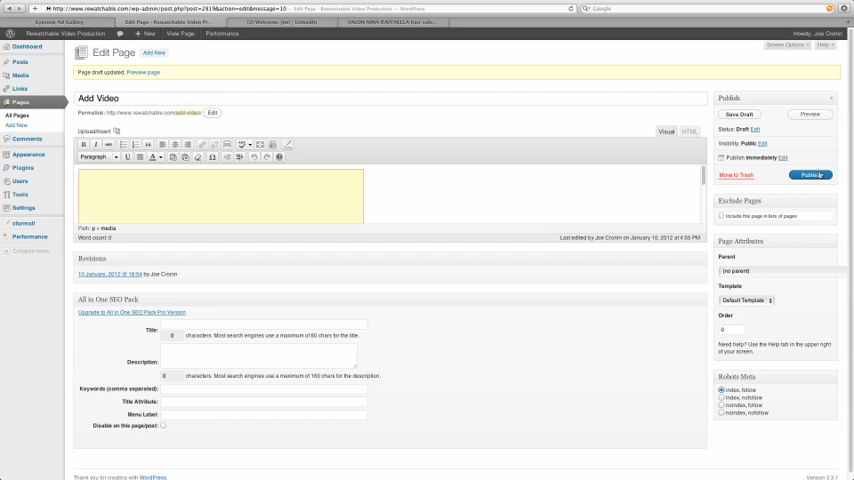 http://www.rewatchable.com/wp-admin/post.php?post=2819&action=edit&message=10 - Edit Page ‹ Rewatchable Video Production — WordPress
Google
Eyeview Ad Gallery
Edit Page ‹ Rewatchable Video Pr...
(2) Welcome, Joe! | LinkedIn
SALON NINA RAFFAELLA hair salo...
Rewatchable Video Production
+ New
View Page
Performance
Howdy, Joe Cronin
Dashboard
Posts
Media
Links
Pages
All Pages
Add New
Comments
Appearance
Plugins
Users
Tools
Settings
cformsII
Performance
Collapse menu
Screen Options
Help
Edit Page
Add New
Page draft updated. Preview page
Add Video
Permalink: http://www.rewatchable.com/add-video/ Edit
Upload/Insert
Visual
HTML
Paragraph
Path: p » media
Word count: 0
Last edited by Joe Cronin on January 10, 2012 at 4:55 PM
Revisions
10 January, 2012 @ 16:54 by Joe Cronin
All in One SEO Pack
Upgrade to All in One SEO Pack Pro Version
Title:
0 characters. Most search engines use a maximum of 60 chars for the title.
Description:
0 characters. Most search engines use a maximum of 160 chars for the description.
Keywords (comma separated):
Title Attribute:
Menu Label:
Disable on this page/post:
Publish
Save Draft
Preview
Status: Draft Edit
Visibility: Public Edit
Publish immediately Edit
Move to Trash
Publish
Exclude Pages
Include this page in lists of pages
Page Attributes
Parent
(no parent)
Template
Default Template
Order
0
Need help? Use the Help tab in the upper right
of your screen.
Robots Meta
index, follow
index, nofollow
noindex, follow
noindex, nofollow
Thank you for creating with WordPress.
Version 3.3.1